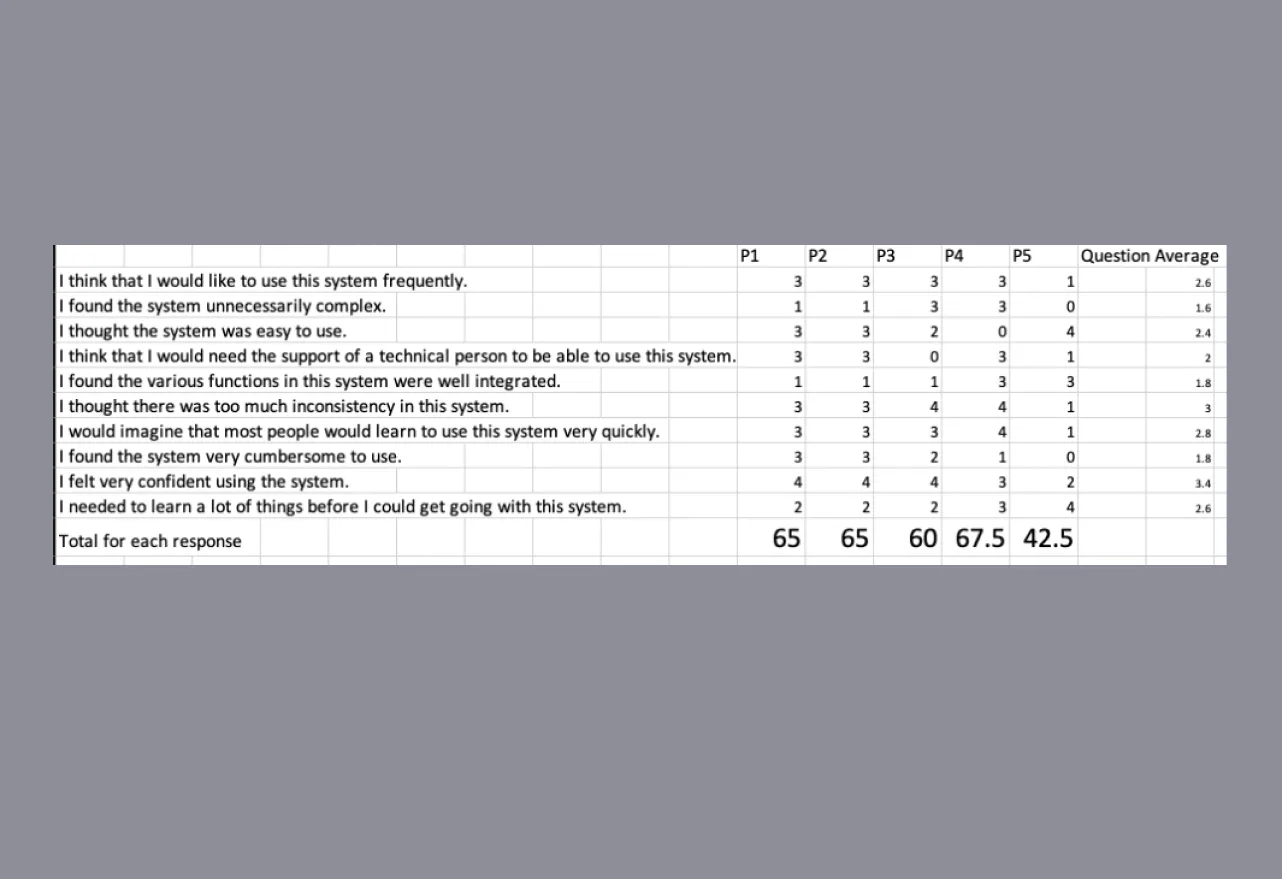 P1 P2 P3 P4 P5 Question Average
I think that I would like to use this system frequently. 3 3 3 3 1 2.6
I found the system unnecessarily complex. 1 1 3 3 0 1.6
I thought the system was easy to use. 3 3 2 0 4 2.4
I think that I would need the support of a technical person to be able to use this system. 3 3 0 3 1 2
I found the various functions in this system were well integrated. 1 1 1 3 3 1.8
I thought there was too much inconsistency in this system. 3 3 4 4 1 3
I would imagine that most people would learn to use this system very quickly. 3 3 3 4 1 2.8
I found the system very cumbersome to use. 3 3 2 1 0 1.8
I felt very confident using the system. 4 4 4 3 2 3.4
I needed to learn a lot of things before I could get going with this system. 2 2 2 3 4 2.6
Total for each response 65 65 60 67.5 42.5